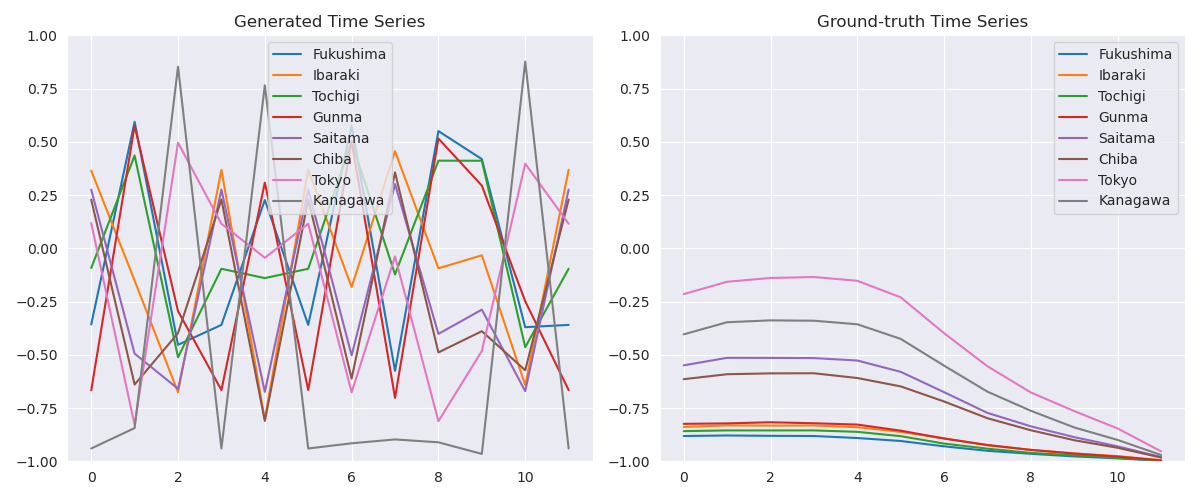 Generated Time Series
1.00
0.75
0.50
0.25
0.00
−0.25
−0.50
−0.75
−1.00
0 2 4 6 8 10
Fukushima
Ibaraki
Tochigi
Gunma
Saitama
Chiba
Tokyo
Kanagawa
Ground-truth Time Series
1.00
0.75
0.50
0.25
0.00
−0.25
−0.50
−0.75
−1.00
0 2 4 6 8 10
Fukushima
Ibaraki
Tochigi
Gunma
Saitama
Chiba
Tokyo
Kanagawa